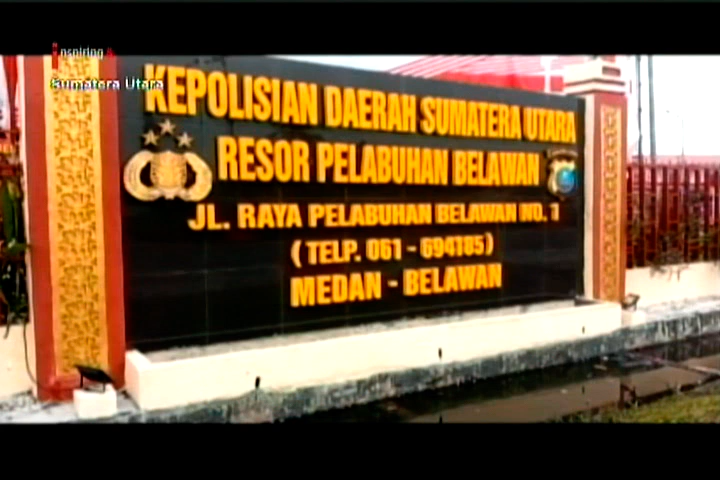 Inspiring
Sumatera Utara
KEPOLISIAN DAERAH SUMATERA UTARA
RESOR PELABUHAN BELAWAN
JL. RAYA PELABUHAN BELAWAN NO. 1
(TELP. 061 - 694185)
MEDAN - BELAWAN